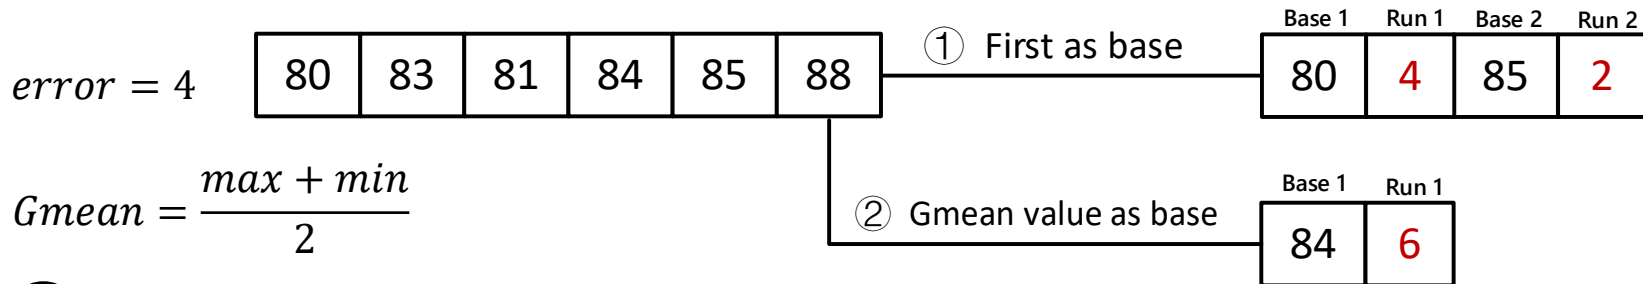 error = 4
80 83 81 84 85 88
① First as base
Base 1 Run 1 Base 2 Run 2
80 4 85 2
Gmean = (max + min) / 2
② Gmean value as base
Base 1 Run 1
84 6